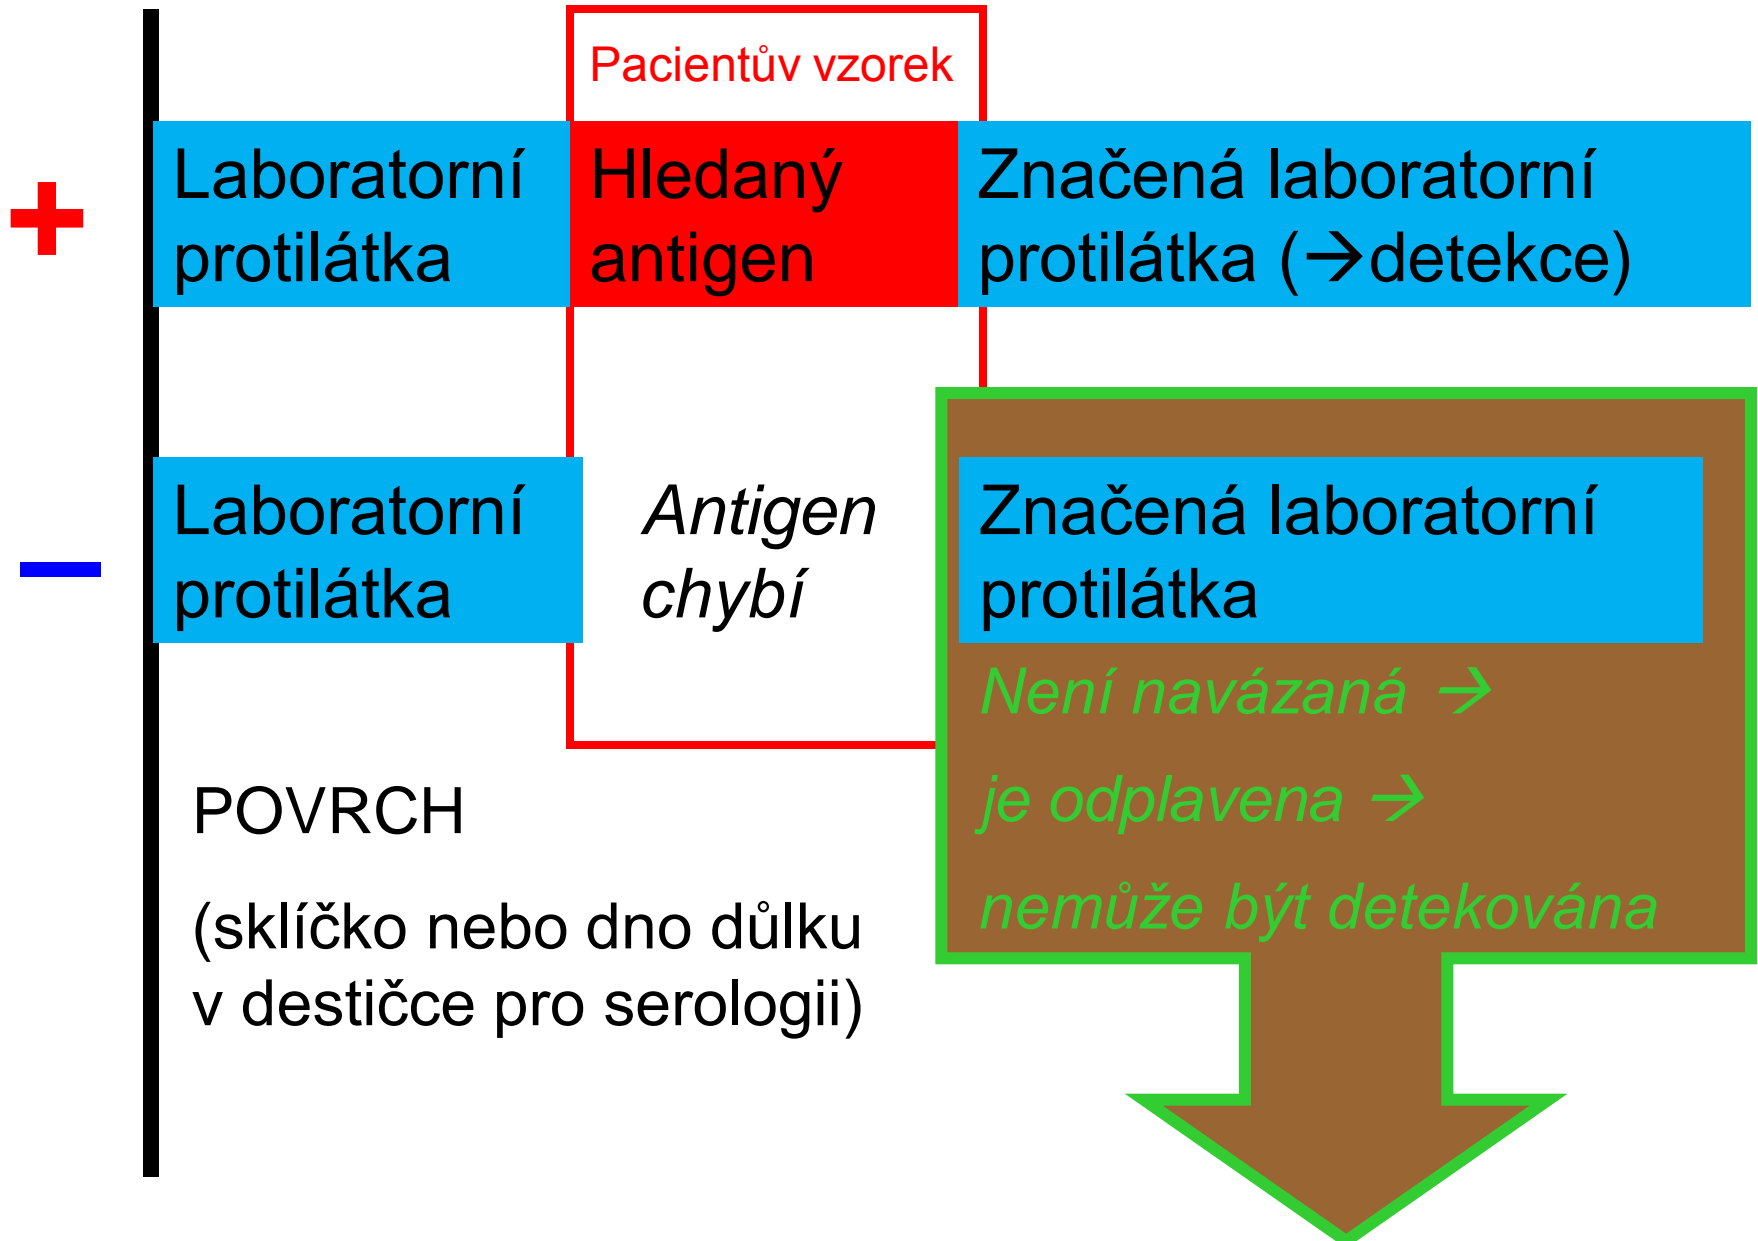 Pacientův vzorek
+
Laboratorní
protilátka
Hledaný
antigen
Značená laboratorní
protilátka (→detekce)
–
Laboratorní
protilátka
Antigen
chybí
Značená laboratorní
protilátka
Není navázaná →
je odplavena →
nemůže být detekována
POVRCH
(sklíčko nebo dno důlku
v destičce pro serologii)